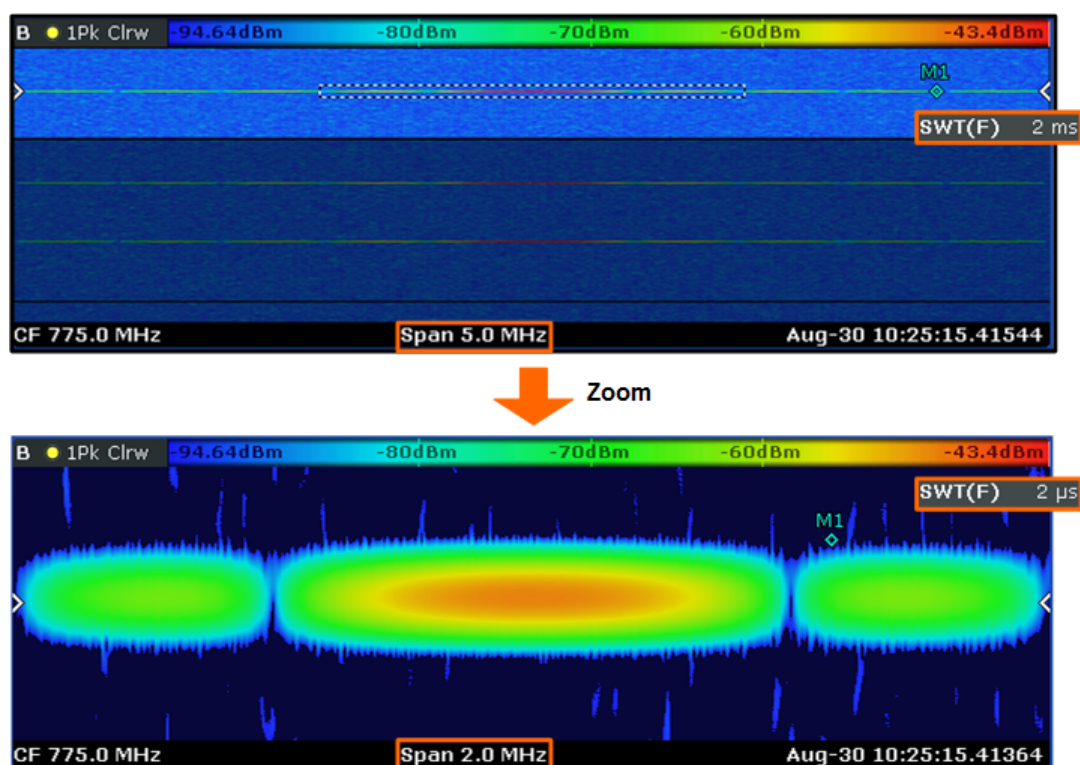 B 1Pk Clrw -94.64dBm -80dBm -70dBm -60dBm -43.4dBm
M1
SWT(F) 2 ms
CF 775.0 MHz Span 5.0 MHz Aug-30 10:25:15.41544
Zoom
B 1Pk Clrw -94.64dBm -80dBm -70dBm -60dBm -43.4dBm
SWT(F) 2 µs
M1
CF 775.0 MHz Span 2.0 MHz Aug-30 10:25:15.41364